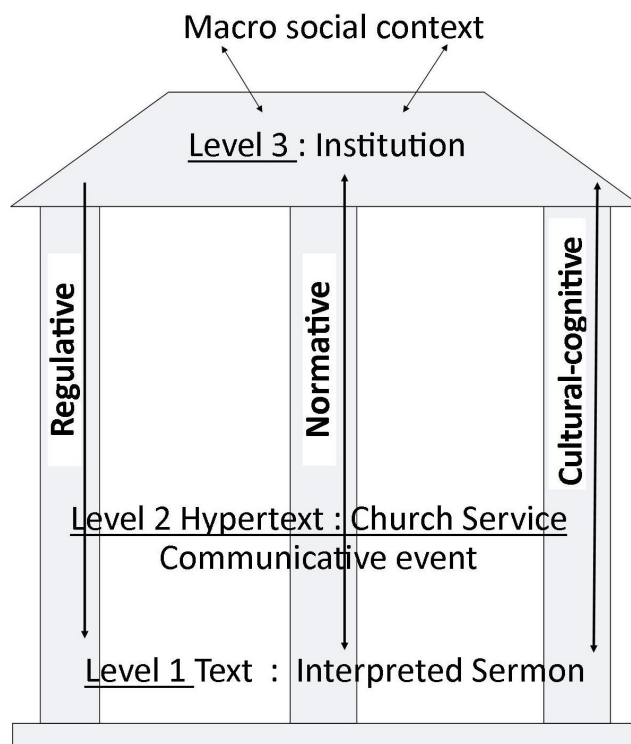 Macro social context
Level 3 : Institution
Regulative
Normative
Cultural-cognitive
Level 2 Hypertext : Church Service
Communicative event
Level 1 Text : Interpreted Sermon